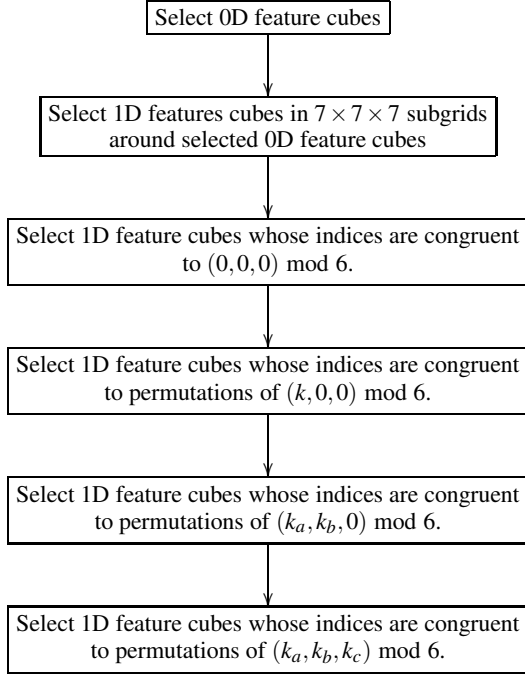 Select 0D feature cubes
Select 1D features cubes in 7 × 7 × 7 subgrids
around selected 0D feature cubes
Select 1D feature cubes whose indices are congruent
to (0,0,0) mod 6.
Select 1D feature cubes whose indices are congruent
to permutations of (k,0,0) mod 6.
Select 1D feature cubes whose indices are congruent
to permutations of (k_a,k_b,0) mod 6.
Select 1D feature cubes whose indices are congruent
to permutations of (k_a,k_b,k_c) mod 6.